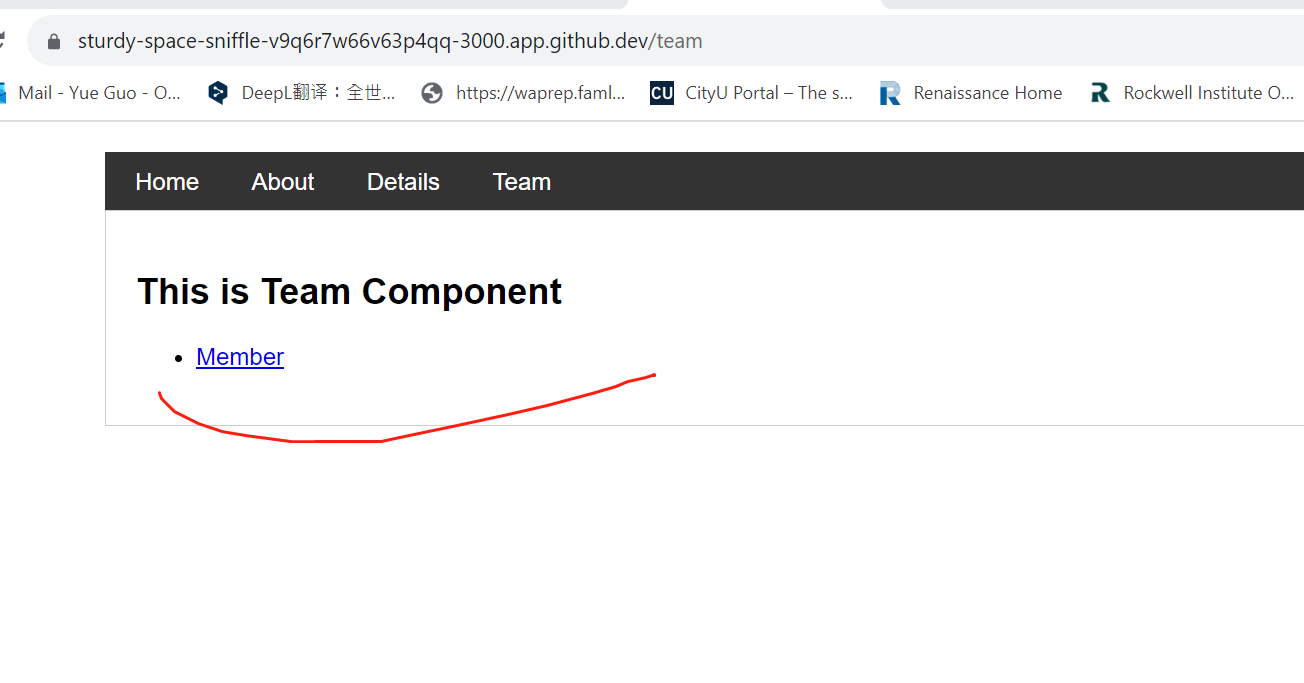 sturdy-space-sniffle-v9q6r7w66v63p4qq-3000.app.github.dev/team
Mail - Yue Guo - O... DeepL翻译：全世... https://waprep.faml... CU CityU Portal – The s... R Renaissance Home R Rockwell Institute O...
Home About Details Team
This is Team Component
• Member